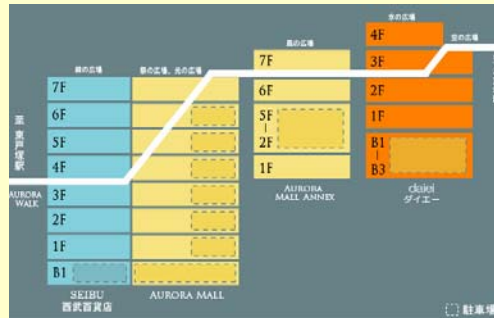 水の広場
空の広場
風の広場
緑の広場
祭の広場、光の広場
4F
3F
2F
1F
B1
|
B3
7F
6F
5F
|
2F
1F
7F
6F
5F
4F
3F
2F
1F
B1
至 東戸塚駅
AURORA
WALK
SEIBU
西武百貨店
AURORA MALL
AURORA
MALL ANNEX
daiei
ダイエー
駐車場